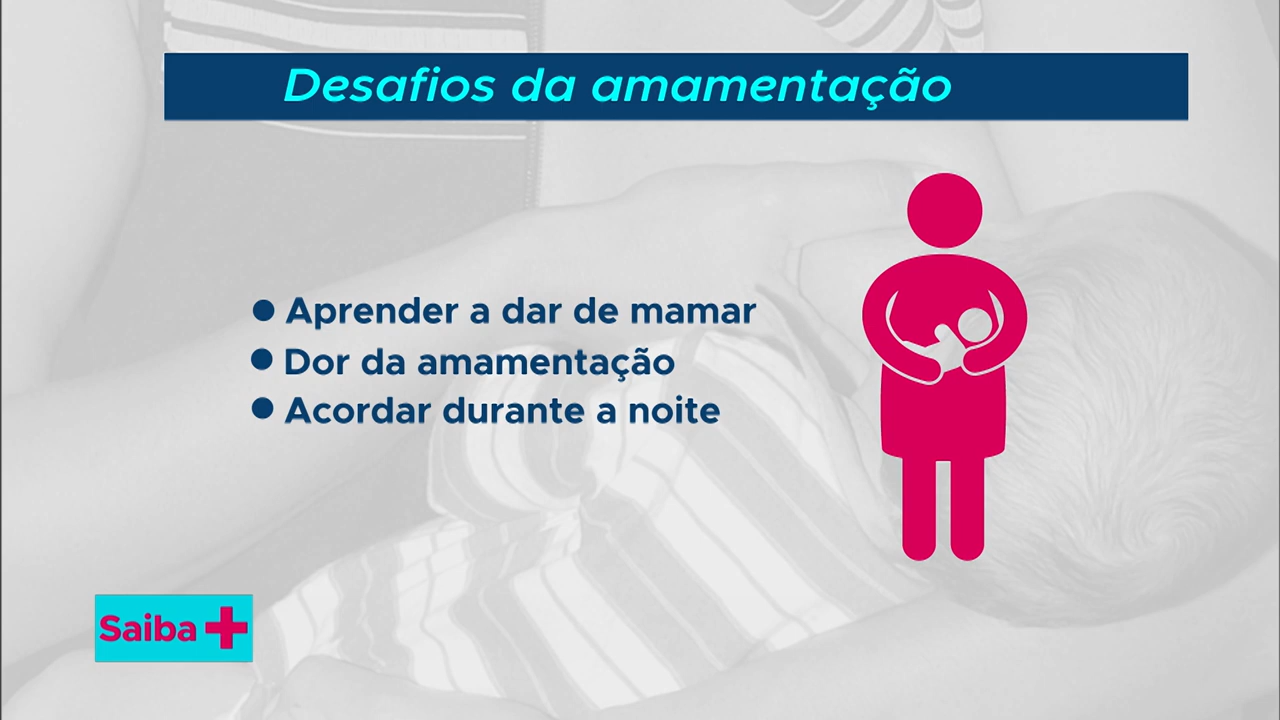 Desafios da amamentação
● Aprender a dar de mamar
● Dor da amamentação
● Acordar durante a noite
Saiba +